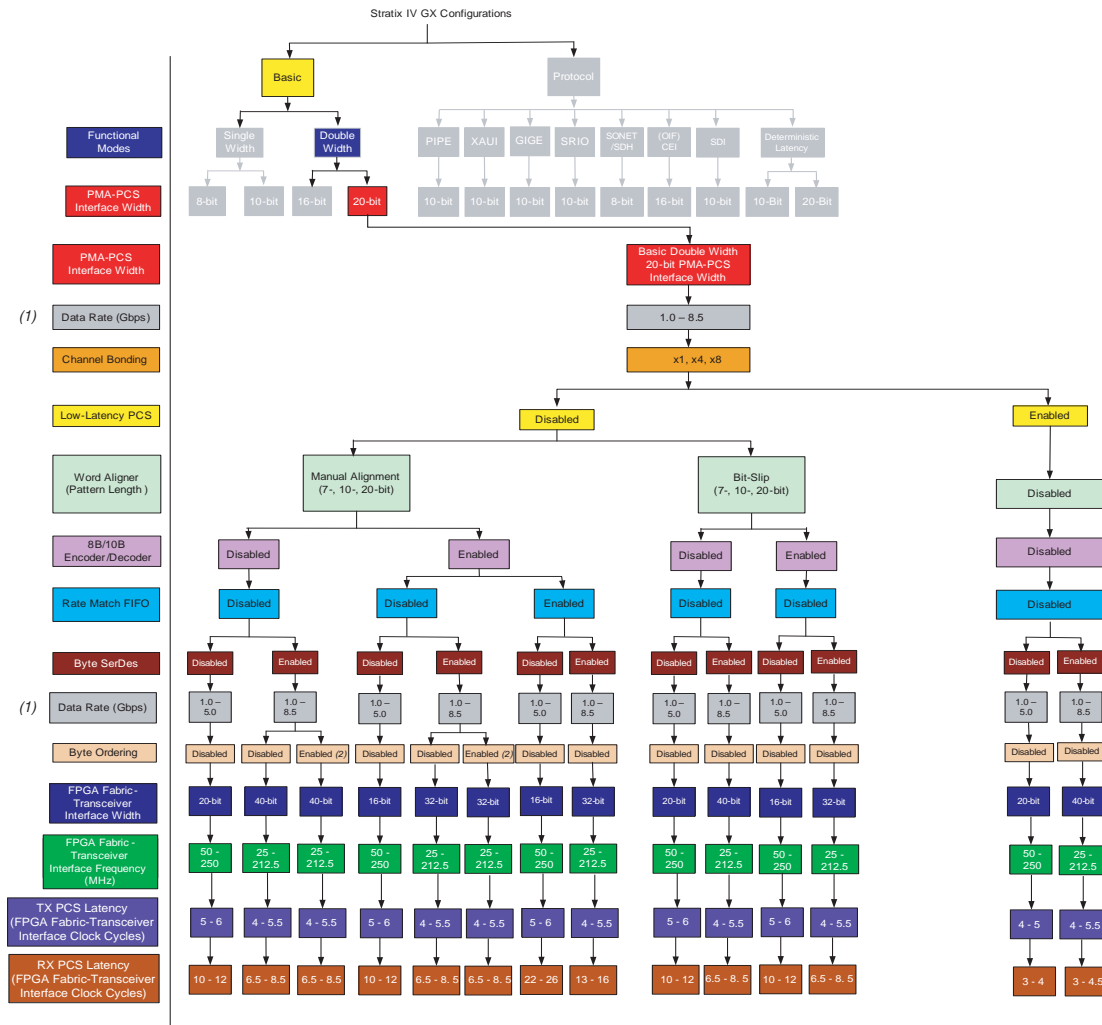 Stratix IV GX Configurations
Basic
Protocol
Functional
Modes
Single
Width
Double
Width
PIPE
XAUI
GIGE
SRIO
SONET
/SDH
(OIF)
CEI
SDI
Deterministic
Latency
PMA-PCS
Interface Width
8-bit
10-bit
16-bit
20-bit
10-bit
10-bit
10-bit
10-bit
8-bit
16-bit
10-bit
10-Bit
20-Bit
PMA-PCS
Interface Width
Basic Double Width
20-bit PMA-PCS
Interface Width
(1)
Data Rate (Gbps)
1.0 – 8.5
Channel Bonding
x1, x4, x8
Low-Latency PCS
Disabled
Enabled
Word Aligner
(Pattern Length )
Manual Alignment
(7-, 10-, 20-bit)
Bit-Slip
(7-, 10-, 20-bit)
Disabled
8B/10B
Encoder/Decoder
Disabled
Enabled
Disabled
Enabled
Disabled
Rate Match FIFO
Disabled
Disabled
Enabled
Disabled
Disabled
Disabled
Byte SerDes
Disabled
Enabled
Disabled
Enabled
Disabled
Enabled
Disabled
Enabled
Disabled
Enabled
Disabled
Enabled
(1)
Data Rate (Gbps)
1.0 –
5.0
1.0 –
8.5
1.0 –
5.0
1.0 –
8.5
1.0 –
5.0
1.0 –
8.5
1.0 –
5.0
1.0 –
8.5
1.0 –
5.0
1.0 –
8.5
1.0 –
5.0
1.0 –
8.5
Byte Ordering
Disabled
Disabled
Enabled (2)
Disabled
Disabled
Enabled (2)
Disabled
Disabled
Disabled
Disabled
Disabled
Disabled
Disabled
Disabled
FPGA Fabric-
Transceiver
Interface Width
20-bit
40-bit
40-bit
16-bit
32-bit
32-bit
16-bit
32-bit
20-bit
40-bit
16-bit
32-bit
20-bit
40-bit
FPGA Fabric -
Transceiver
Interface Frequency
(MHz)
50 -
250
25 -
212.5
25 -
212.5
50 -
250
25 -
212.5
25 -
212.5
50 -
250
25 -
212.5
50 -
250
25 -
212.5
50 -
250
25 -
212.5
50 -
250
25 -
212.5
TX PCS Latency
(FPGA Fabric-Transceiver
Interface Clock Cycles)
5 - 6
4 - 5.5
4 - 5.5
5 - 6
4 - 5.5
4 - 5.5
5 - 6
4 - 5.5
5 - 6
4 - 5.5
5 - 6
4 - 5.5
4 - 5
4 - 5.5
RX PCS Latency
(FPGA Fabric-Transceiver
Interface Clock Cycles)
10 - 12
6.5 - 8.5
6.5 - 8.5
10 - 12
6.5 - 8. 5
6.5 - 8. 5
22 - 26
13 - 16
10 - 12
6.5 - 8. 5
10 - 12
6.5 - 8. 5
3 - 4
3 - 4.5